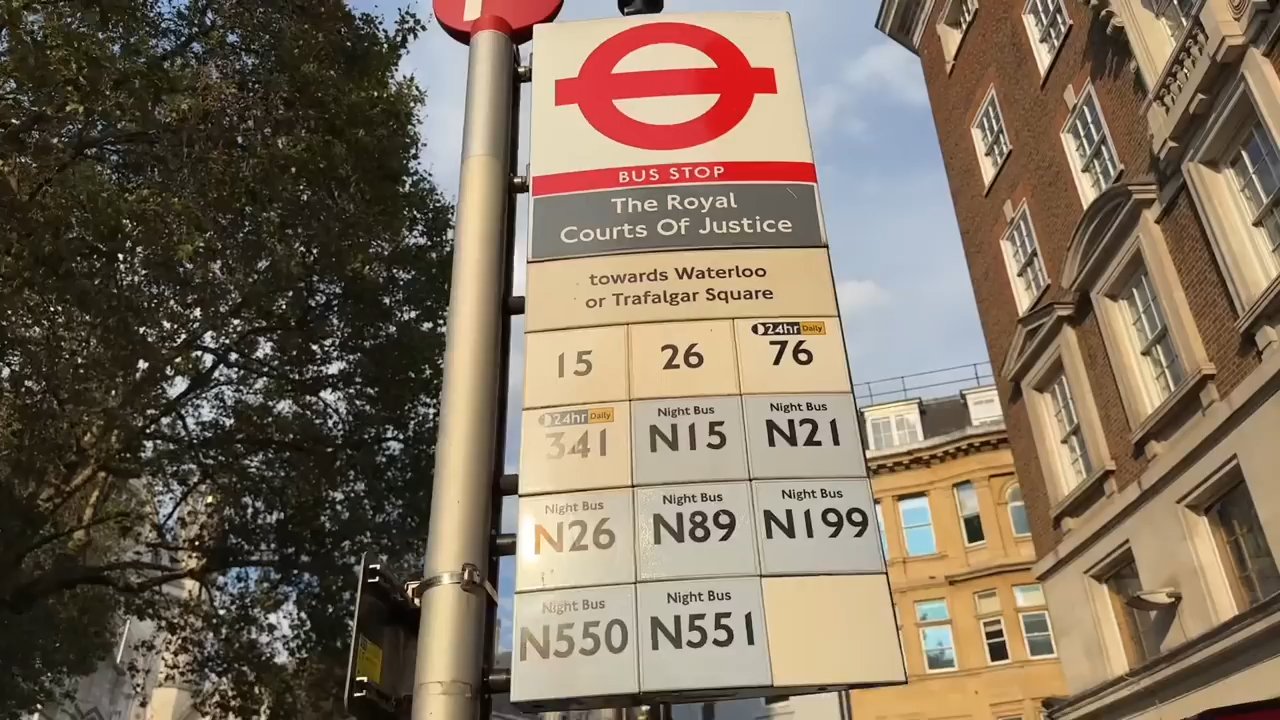 BUS STOP
The Royal
Courts Of Justice
towards Waterloo
or Trafalgar Square
15
26
24hr Daily
76
24hr Daily
341
Night Bus
N15
Night Bus
N21
Night Bus
N26
Night Bus
N89
Night Bus
N199
Night Bus
N550
Night Bus
N551